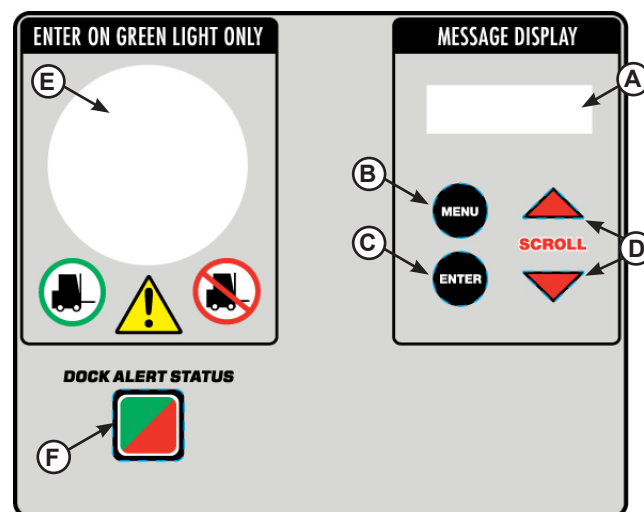 ENTER ON GREEN LIGHT ONLY
E
MESSAGE DISPLAY
A
B
MENU
C
ENTER
SCROLL
D
DOCK ALERT STATUS
F